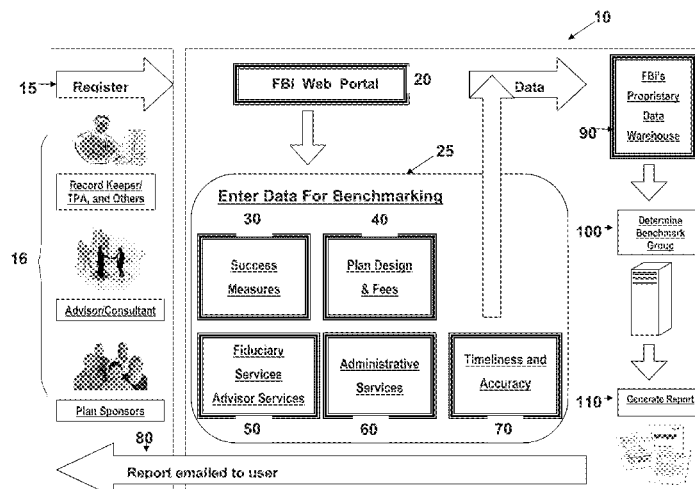 10
15
Register
FBi Web Portal
20
Data
FBi's
Proprietary
Data
Warehouse
90
16
Record Keeper/
TPA, and Others
Advisor/Consultant
Plan Sponsors
25
Enter Data For Benchmarking
30
40
Success
Measures
Plan Design
& Fees
Fiduciary
Services
Advisor Services
Administrative
Services
Timeliness and
Accuracy
50
60
70
100
Determine
Benchmark
Group
110
Generate Report
80
Report emailed to user